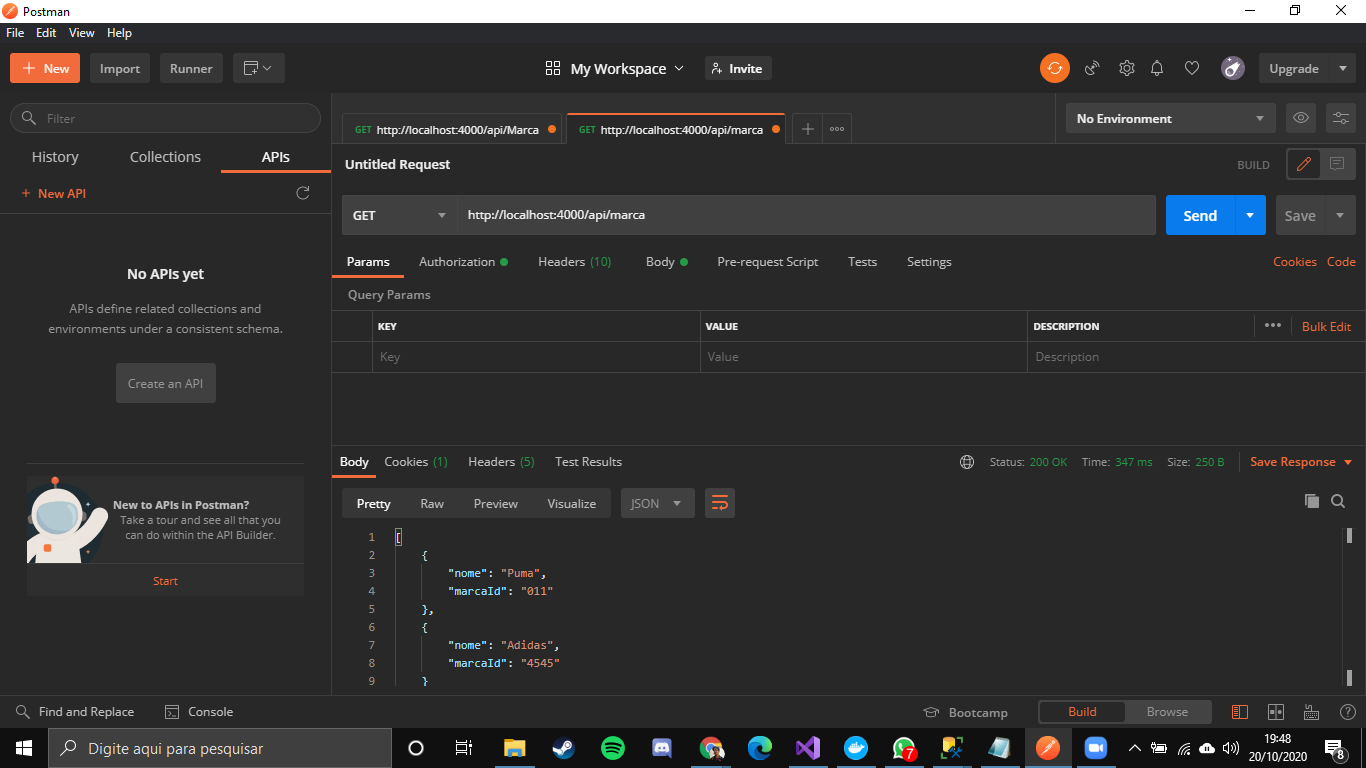 Postman
File Edit View Help
New Import Runner My Workspace Invite Upgrade
Filter
History Collections APIs
New API
No APIs yet
APIs define related collections and
environments under a consistent schema.
Create an API
New to APIs in Postman?
Take a tour and see all that you
can do within the API Builder.
Start
GET http://localhost:4000/api/Marca GET http://localhost:4000/api/marca No Environment
Untitled Request BUILD
GET http://localhost:4000/api/marca Send Save
Params Authorization Headers (10) Body Pre-request Script Tests Settings Cookies Code
Query Params
KEY VALUE DESCRIPTION ••• Bulk Edit
Key Value Description
Body Cookies (1) Headers (5) Test Results Status: 200 OK Time: 347 ms Size: 250 B Save Response
Pretty Raw Preview Visualize JSON
1 [
2 {
3 "nome": "Puma",
4 "marcaId": "011"
5 },
6 {
7 "nome": "Adidas",
8 "marcaId": "4545"
9 }
Find and Replace Console Bootcamp Build Browse
Digite aqui para pesquisar 7 19:48 8
20/10/2020